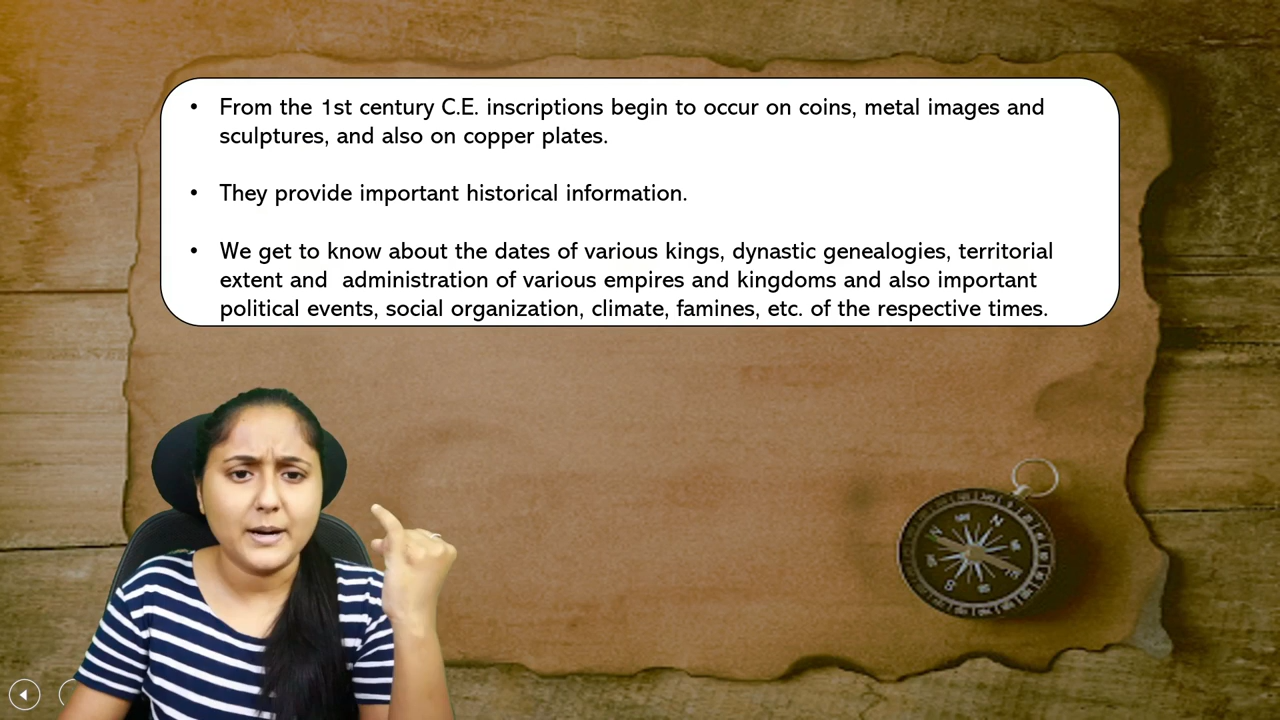 • From the 1st century C.E. inscriptions begin to occur on coins, metal images and
sculptures, and also on copper plates.
• They provide important historical information.
• We get to know about the dates of various kings, dynastic genealogies, territorial
extent and  administration of various empires and kingdoms and also important
political events, social organization, climate, famines, etc. of the respective times.
N
S